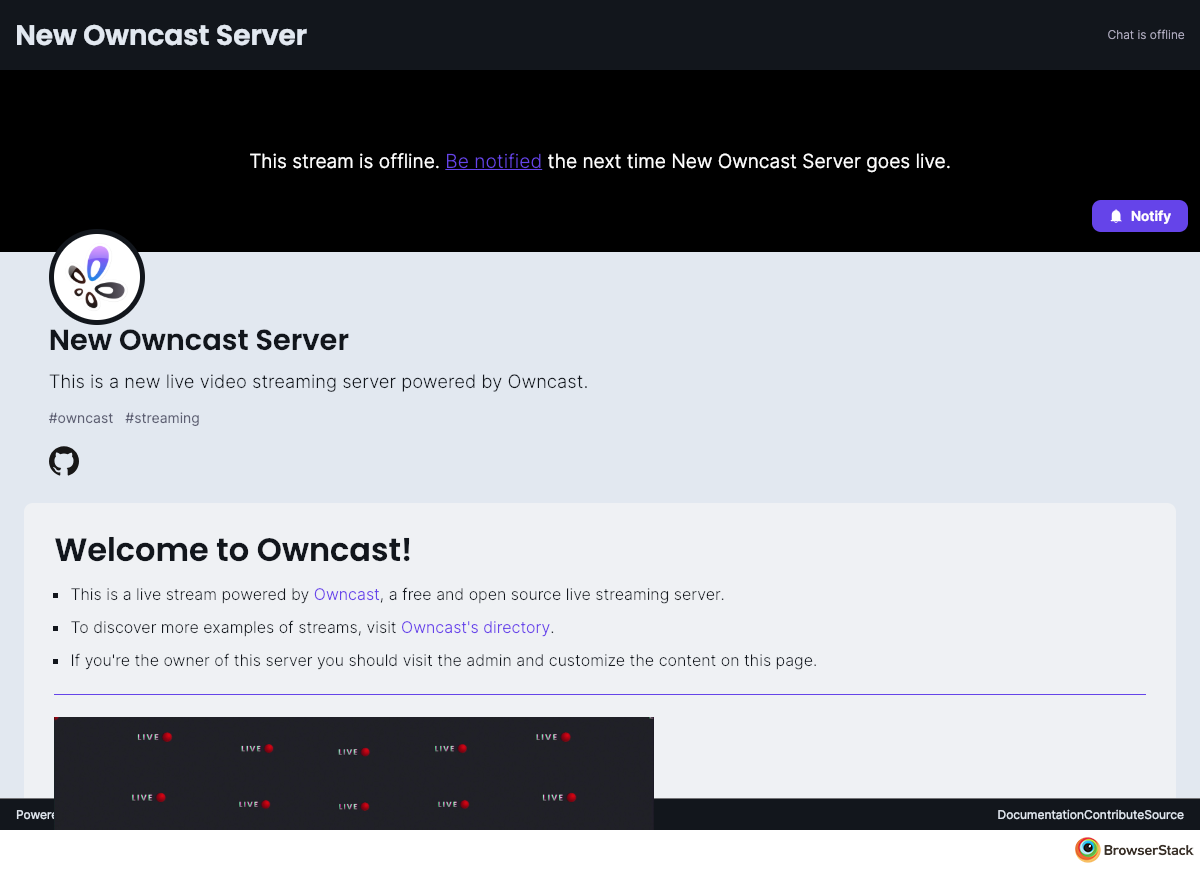 New Owncast Server
Chat is offline
This stream is offline. Be notified the next time New Owncast Server goes live.
Notify
New Owncast Server
This is a new live video streaming server powered by Owncast.
#owncast #streaming
Welcome to Owncast!
This is a live stream powered by Owncast, a free and open source live streaming server.
To discover more examples of streams, visit Owncast's directory.
If you're the owner of this server you should visit the admin and customize the content on this page.
LIVE LIVE LIVE LIVE LIVE
LIVE LIVE LIVE LIVE LIVE
DocumentationContributeSource
BrowserStack